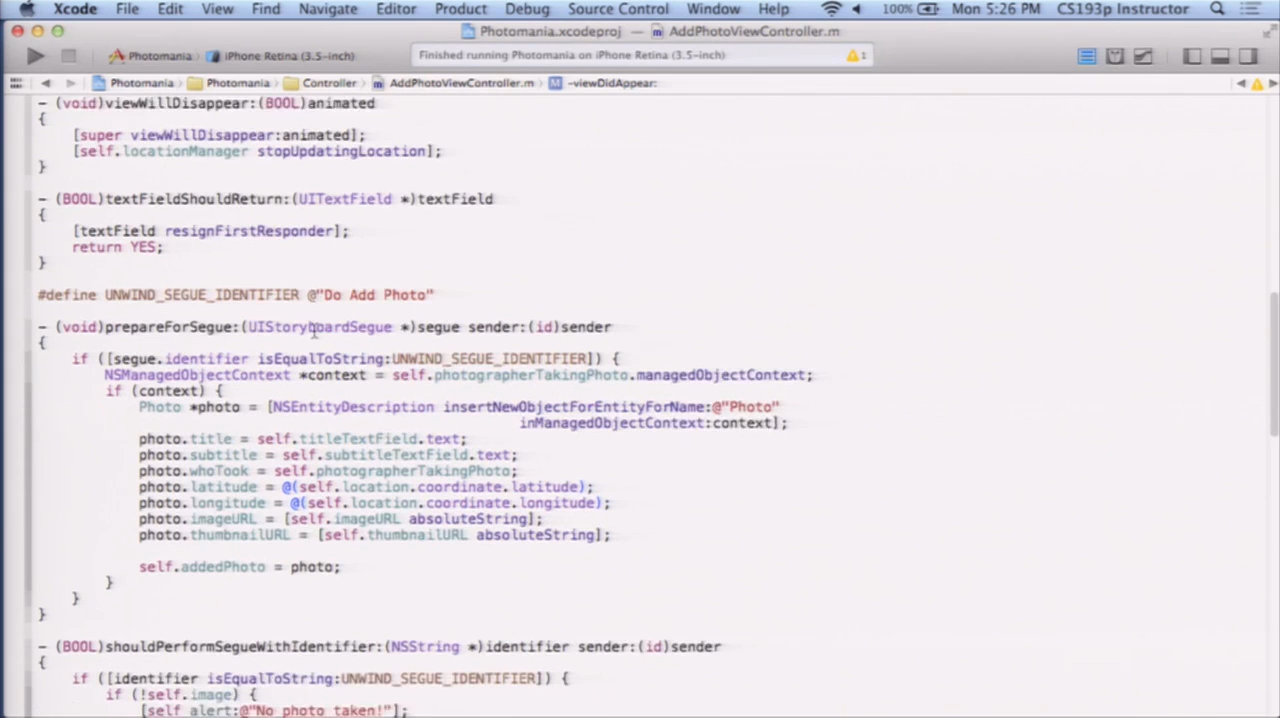 Xcode File Edit View Find Navigate Editor Product Debug Source Control Window Help 100% Mon 5:26 PM CS193p Instructor
Photomania.xcodeproj — AddPhotoViewController.m
Photomania iPhone Retina (3.5-inch) Finished running Photomania on iPhone Retina (3.5-inch) 1
Photomania Photomania Controller AddPhotoViewController.m M -viewDidAppear:
- (void)viewWillDisappear:(BOOL)animated
{
[super viewWillDisappear:animated];
[self.locationManager stopUpdatingLocation];
}
- (BOOL)textFieldShouldReturn:(UITextField *)textField
{
[textField resignFirstResponder];
return YES;
}
#define UNWIND_SEGUE_IDENTIFIER @"Do Add Photo"
- (void)prepareForSegue:(UIStoryboardSegue *)segue sender:(id)sender
{
if ([segue.identifier isEqualToString:UNWIND_SEGUE_IDENTIFIER]) {
NSManagedObjectContext *context = self.photographerTakingPhoto.managedObjectContext;
if (context) {
Photo *photo = [NSEntityDescription insertNewObjectForEntityForName:@"Photo"
inManagedObjectContext:context];
photo.title = self.titleTextField.text;
photo.subtitle = self.subtitleTextField.text;
photo.whoTook = self.photographerTakingPhoto;
photo.latitude = @(self.location.coordinate.latitude);
photo.longitude = @(self.location.coordinate.longitude);
photo.imageURL = [self.imageURL absoluteString];
photo.thumbnailURL = [self.thumbnailURL absoluteString];
self.addedPhoto = photo;
}
}
}
- (BOOL)shouldPerformSegueWithIdentifier:(NSString *)identifier sender:(id)sender
{
if ([identifier isEqualToString:UNWIND_SEGUE_IDENTIFIER]) {
if (!self.image) {
[self alert:@"No photo taken!"];